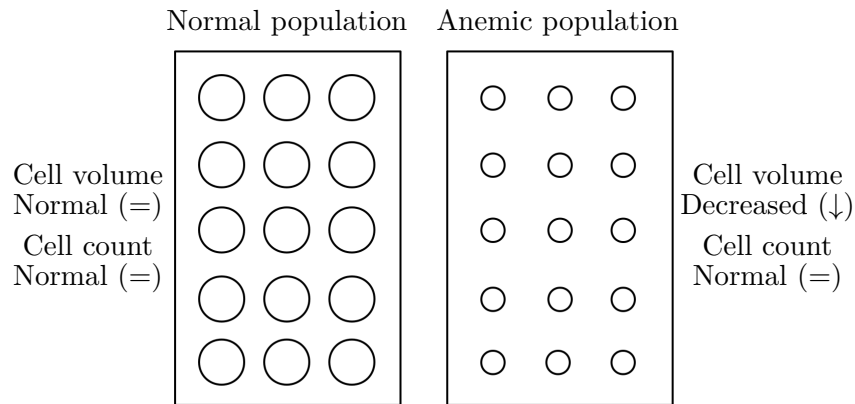 Normal population
Anemic population
Cell volume
Normal (=)
Cell count
Normal (=)
Cell volume
Decreased (↓)
Cell count
Normal (=)